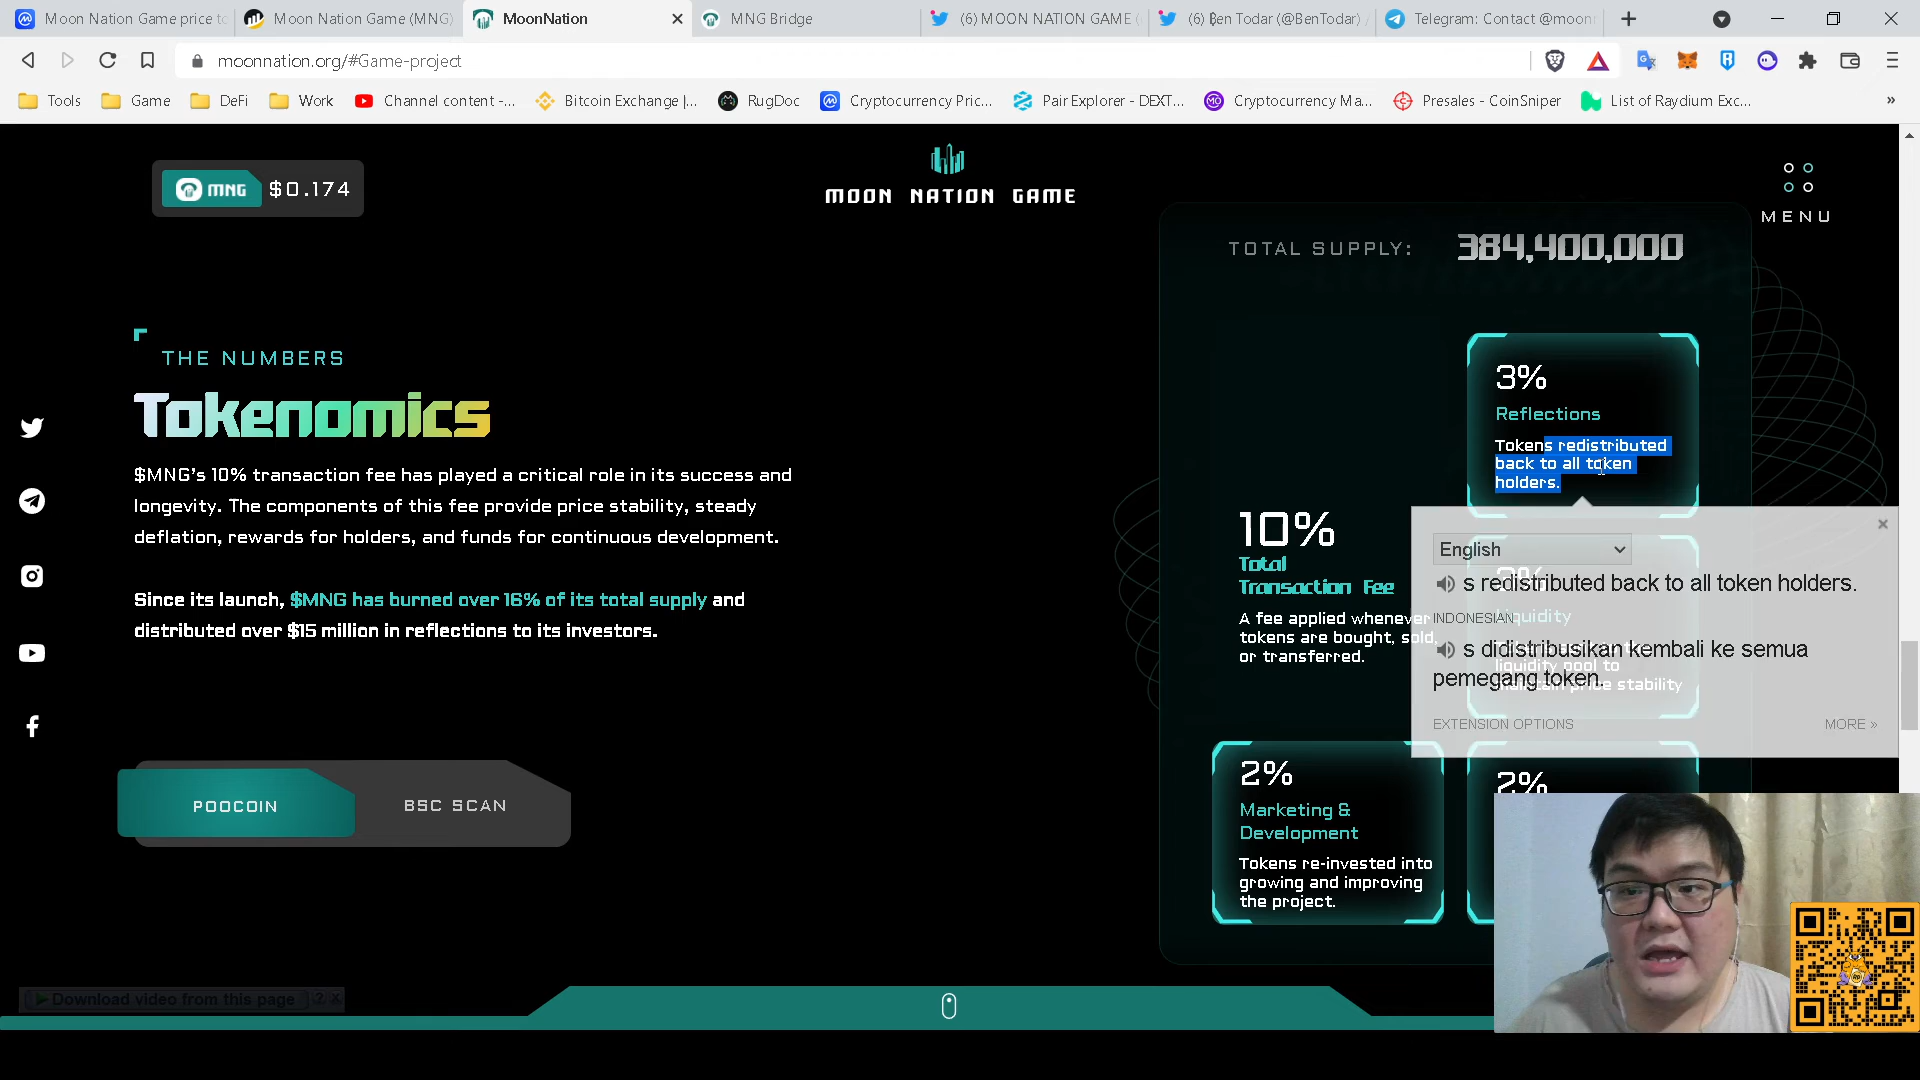 Moon Nation Game price to
Moon Nation Game (MNG)
MoonNation
MNG Bridge
(6) MOON NATION GAME (
(6) Ben Todar (@BenTodar) /
Telegram: Contact @moonn
moonnation.org/#Game-project
Tools
Game
DeFi
Work
Channel content -...
Bitcoin Exchange |...
RugDoc
Cryptocurrency Pric...
Pair Explorer - DEXT...
Cryptocurrency Ma...
Presales - CoinSniper
List of Raydium Exc...
»
MNG $0.174
MOON NATION GAME
MENU
TOTAL SUPPLY: 384,400,000
THE NUMBERS
Tokenomics
$MNG's 10% transaction fee has played a critical role in its success and
longevity. The components of this fee provide price stability, steady
deflation, rewards for holders, and funds for continuous development.
Since its launch, $MNG has burned over 16% of its total supply and
distributed over $15 million in reflections to its investors.
POOCOIN
BSC SCAN
3%
Reflections
Tokens redistributed
back to all token
holders.
10%
Total
Transaction Fee
A fee applied whenever
tokens are bought, sold,
or transferred.
English
s redistributed back to all token holders.
INDONESIAN
s didistribusikan kembali ke semua
pemegang token.
EXTENSION OPTIONS
MORE »
Liquidity
liquidity pool to
maintain price stability
2%
Marketing &
Development
Tokens re-invested into
growing and improving
the project.
2%
Download video from this page ? x